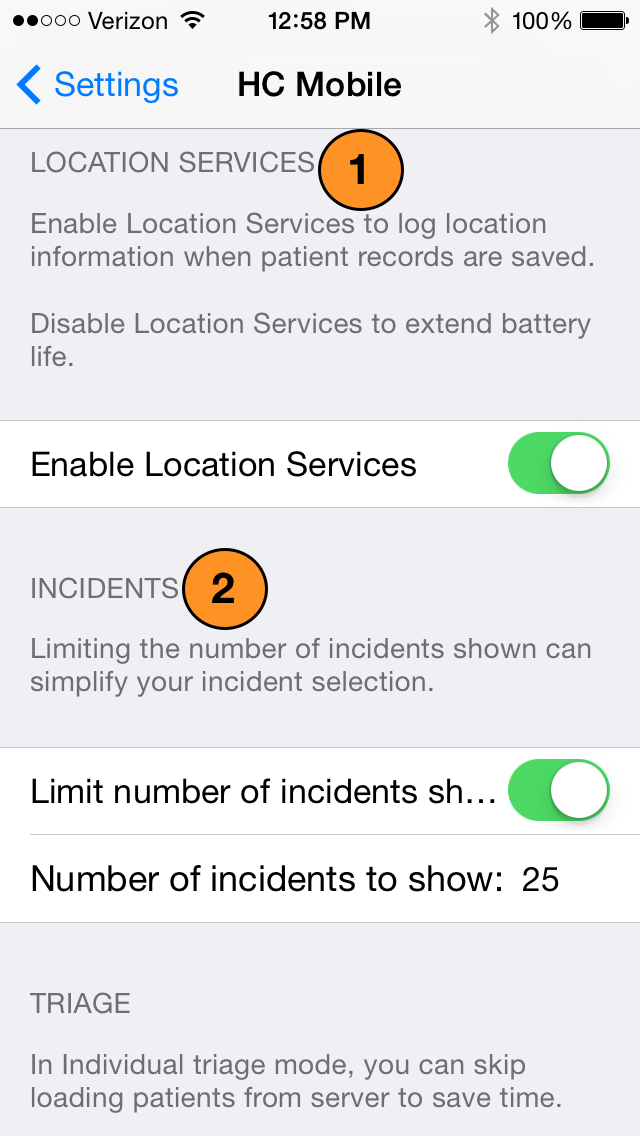 Verizon 12:58 PM 100%
Settings HC Mobile
LOCATION SERVICES 1
Enable Location Services to log location
information when patient records are saved.
Disable Location Services to extend battery
life.
Enable Location Services
INCIDENTS 2
Limiting the number of incidents shown can
simplify your incident selection.
Limit number of incidents sh...
Number of incidents to show: 25
TRIAGE
In Individual triage mode, you can skip
loading patients from server to save time.